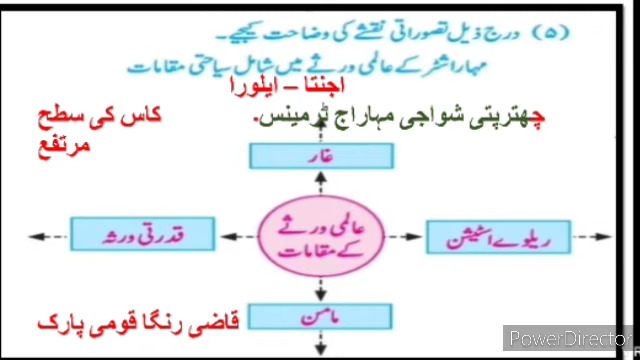 (۵) درج ذیل تصوراتی نقشے کی وضاحت کیجیے۔
مہاراشٹر کے عالمی ورثے میں شامل سیاحتی مقامات
اجنتا – ایلورا
چھترپتی شواجی مہاراج ٹرمینس.
کاس کی سطح
مرتفع
غار
ریلوے اسٹیشن
عالمی ورثے
کے مقامات
قدرتی ورثہ
مامن
قاضی رنگا قومی پارک
PowerDirector